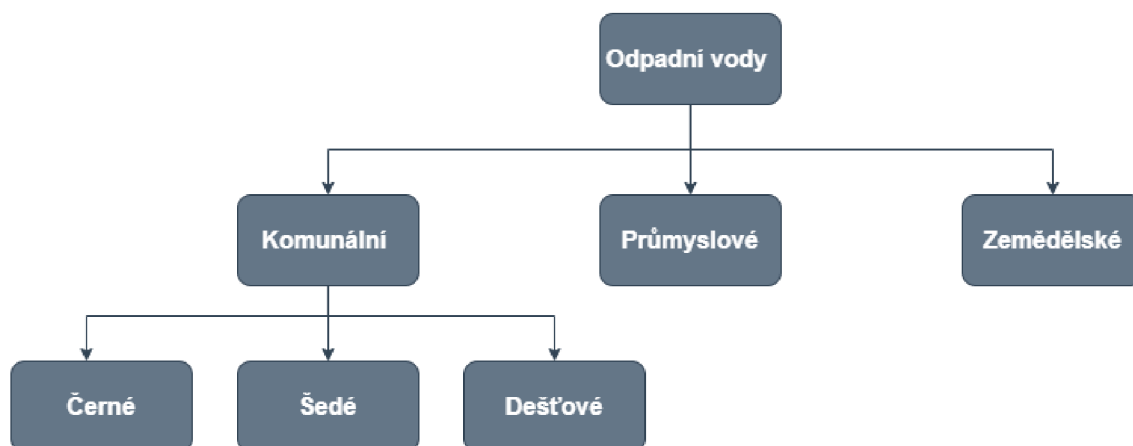 Odpadní vody
Komunální
Průmyslové
Zemědělské
Černé
Šedé
Dešťové